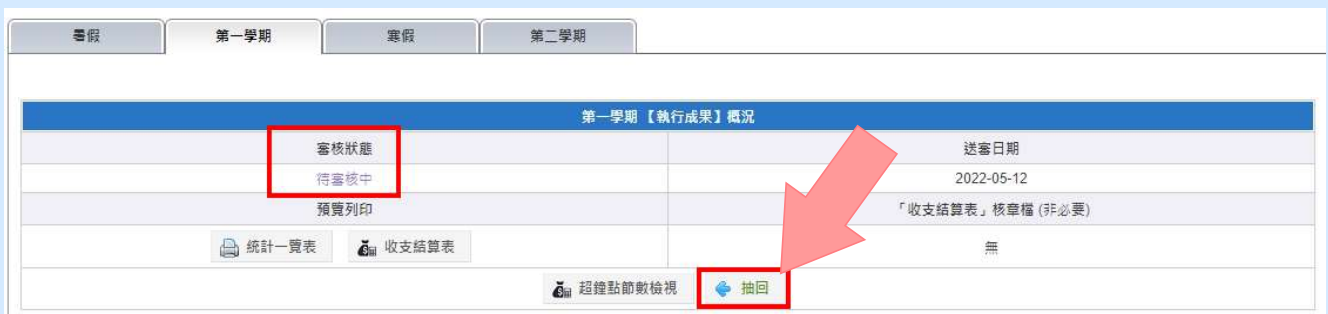 暑假 第一學期 寒假 第二學期
第一學期 【執行成果】概況
審核狀態 送審日期
待審核中 2022-05-12
預覽列印 「收支結算表」核章檔 (非必要)
統計一覽表 收支結算表 無
超鐘點節數檢視 抽回